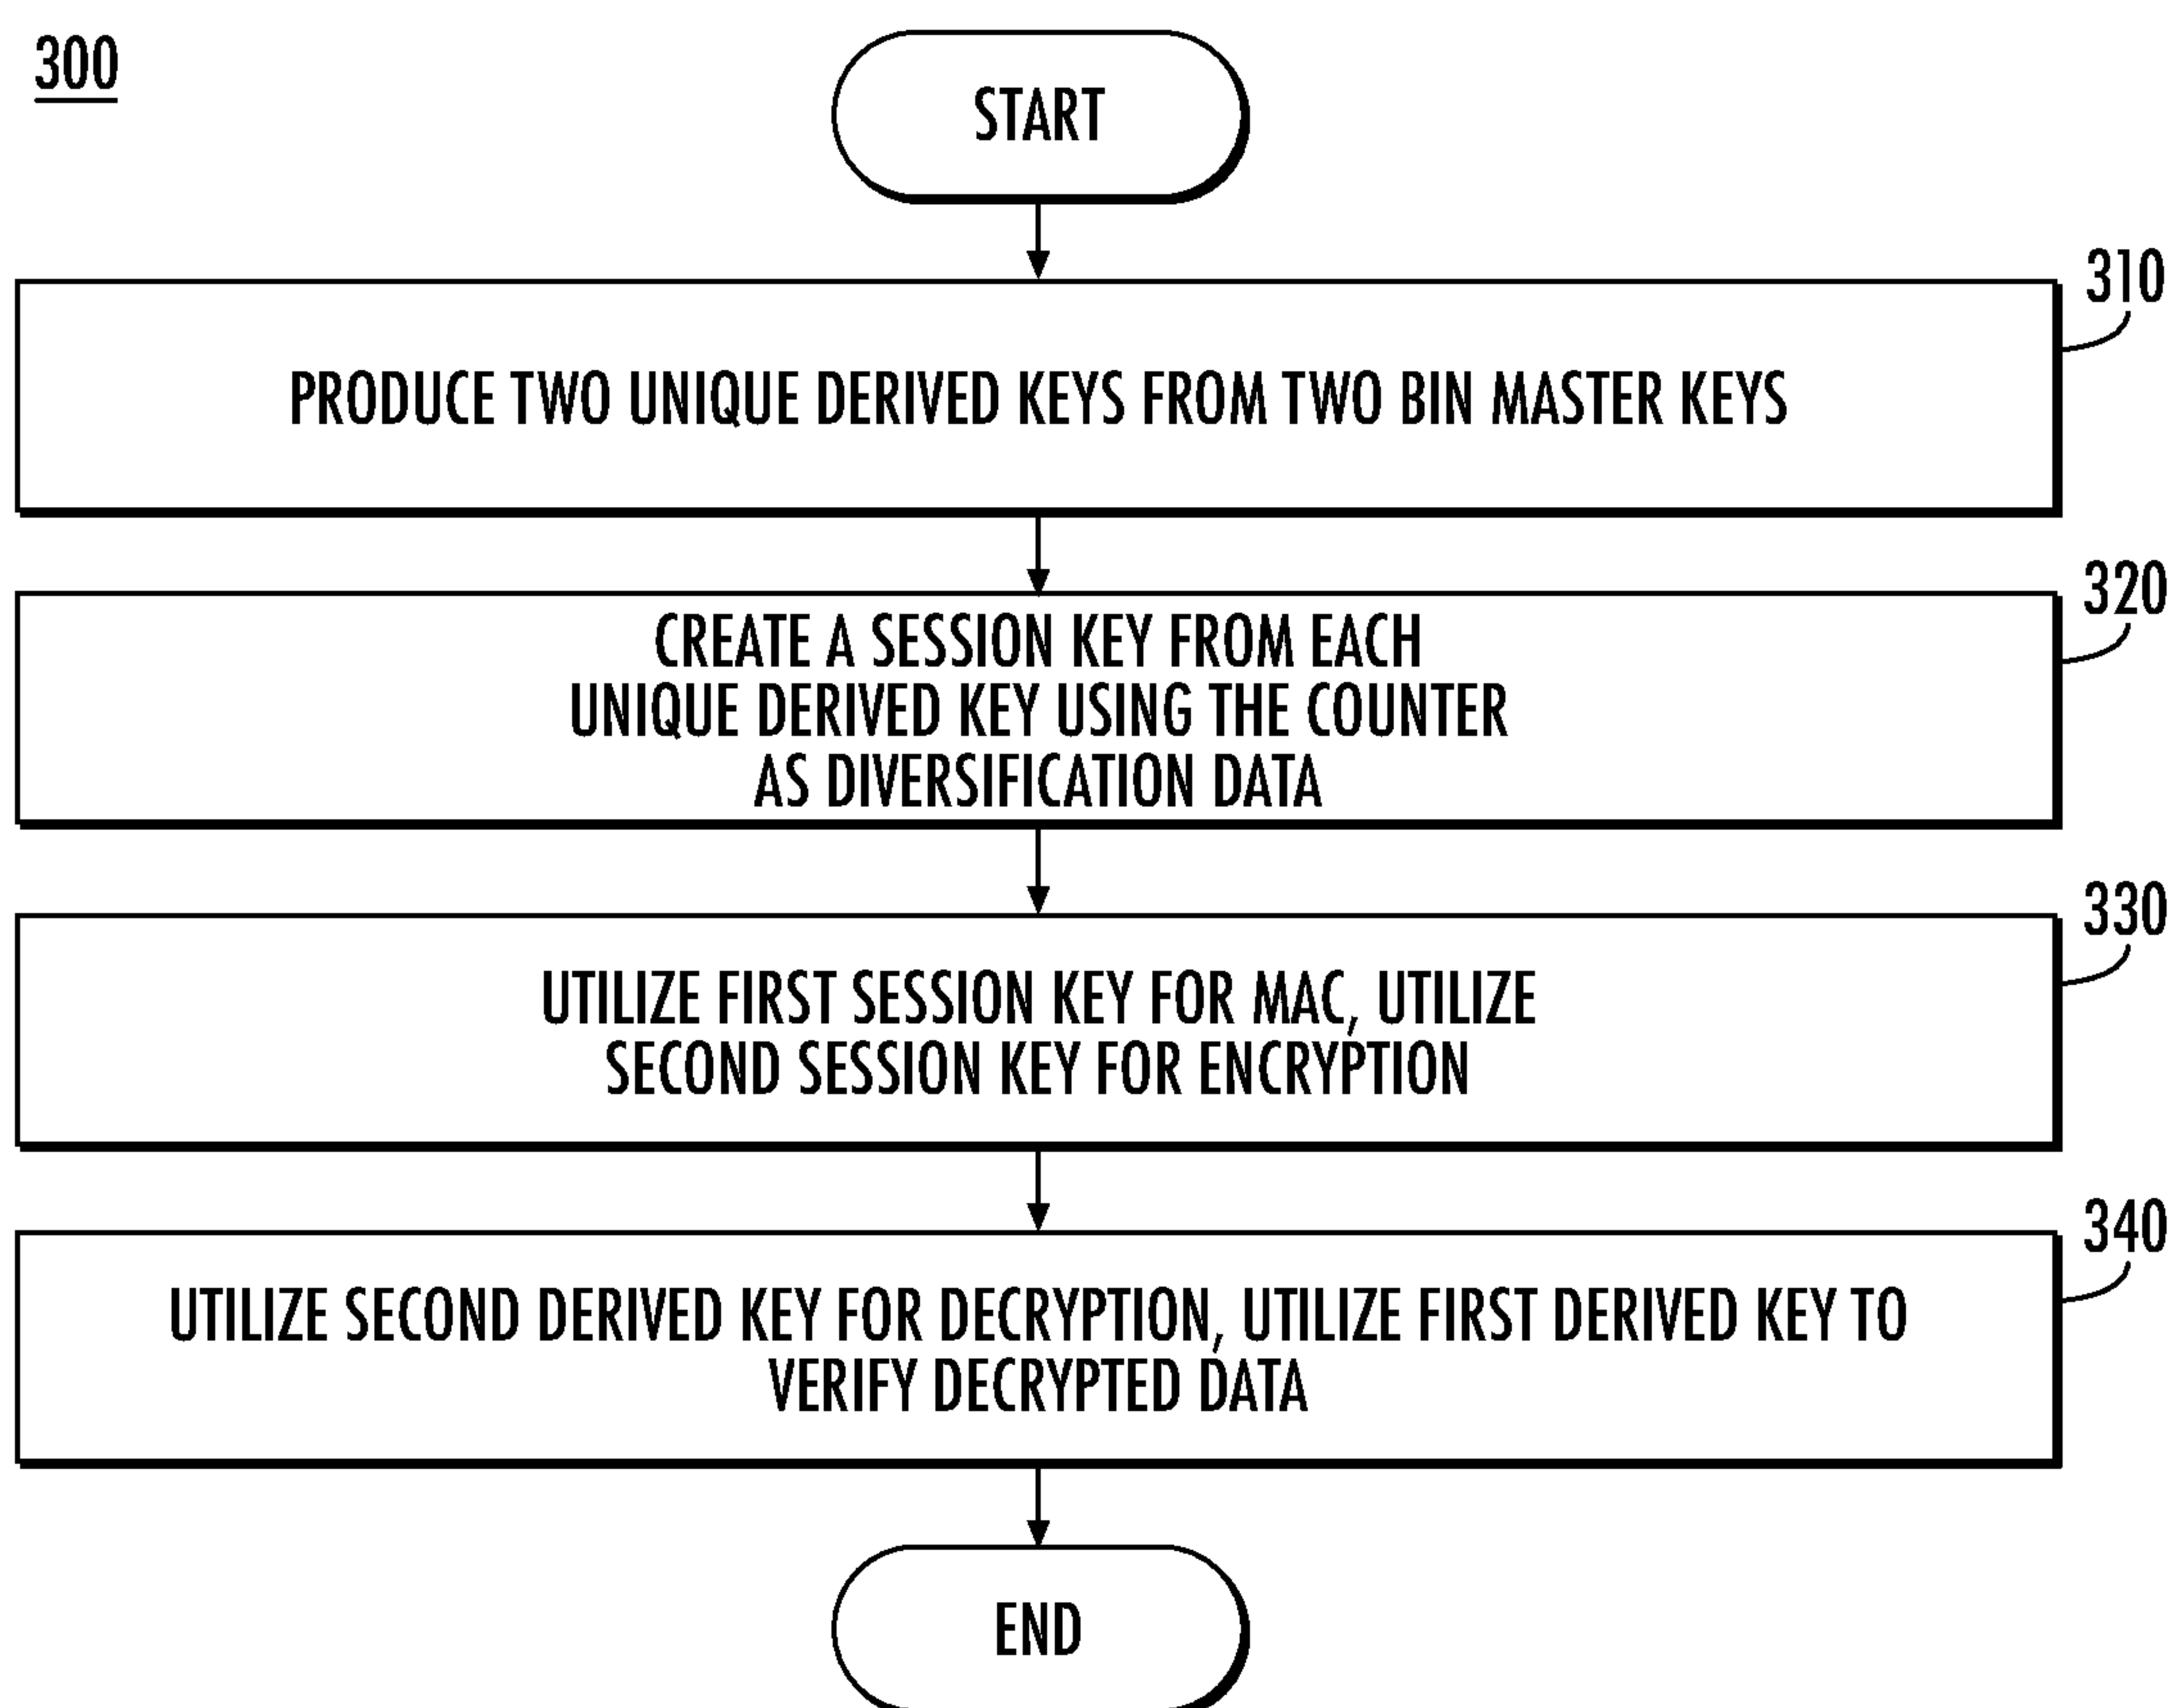 300
START
310
PRODUCE TWO UNIQUE DERIVED KEYS FROM TWO BIN MASTER KEYS
320
CREATE A SESSION KEY FROM EACH
UNIQUE DERIVED KEY USING THE COUNTER
AS DIVERSIFICATION DATA
330
UTILIZE FIRST SESSION KEY FOR MAC, UTILIZE
SECOND SESSION KEY FOR ENCRYPTION
340
UTILIZE SECOND DERIVED KEY FOR DECRYPTION, UTILIZE FIRST DERIVED KEY TO
VERIFY DECRYPTED DATA
END